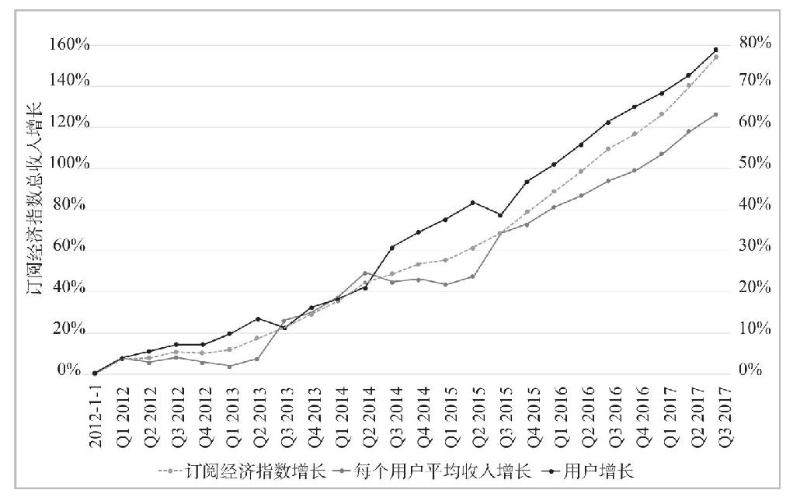 160%
140%
120%
100%
80%
60%
40%
20%
0%
订阅经济指数总收入增长
80%
70%
60%
50%
40%
30%
20%
10%
0%
2012-1-1
Q1 2012
Q2 2012
Q3 2012
Q4 2012
Q1 2013
Q2 2013
Q3 2013
Q4 2013
Q1 2014
Q2 2014
Q3 2014
Q4 2014
Q1 2015
Q2 2015
Q3 2015
Q4 2015
Q1 2016
Q2 2016
Q3 2016
Q4 2016
Q1 2017
Q2 2017
Q3 2017
订阅经济指数增长 每个用户平均收入增长 用户增长